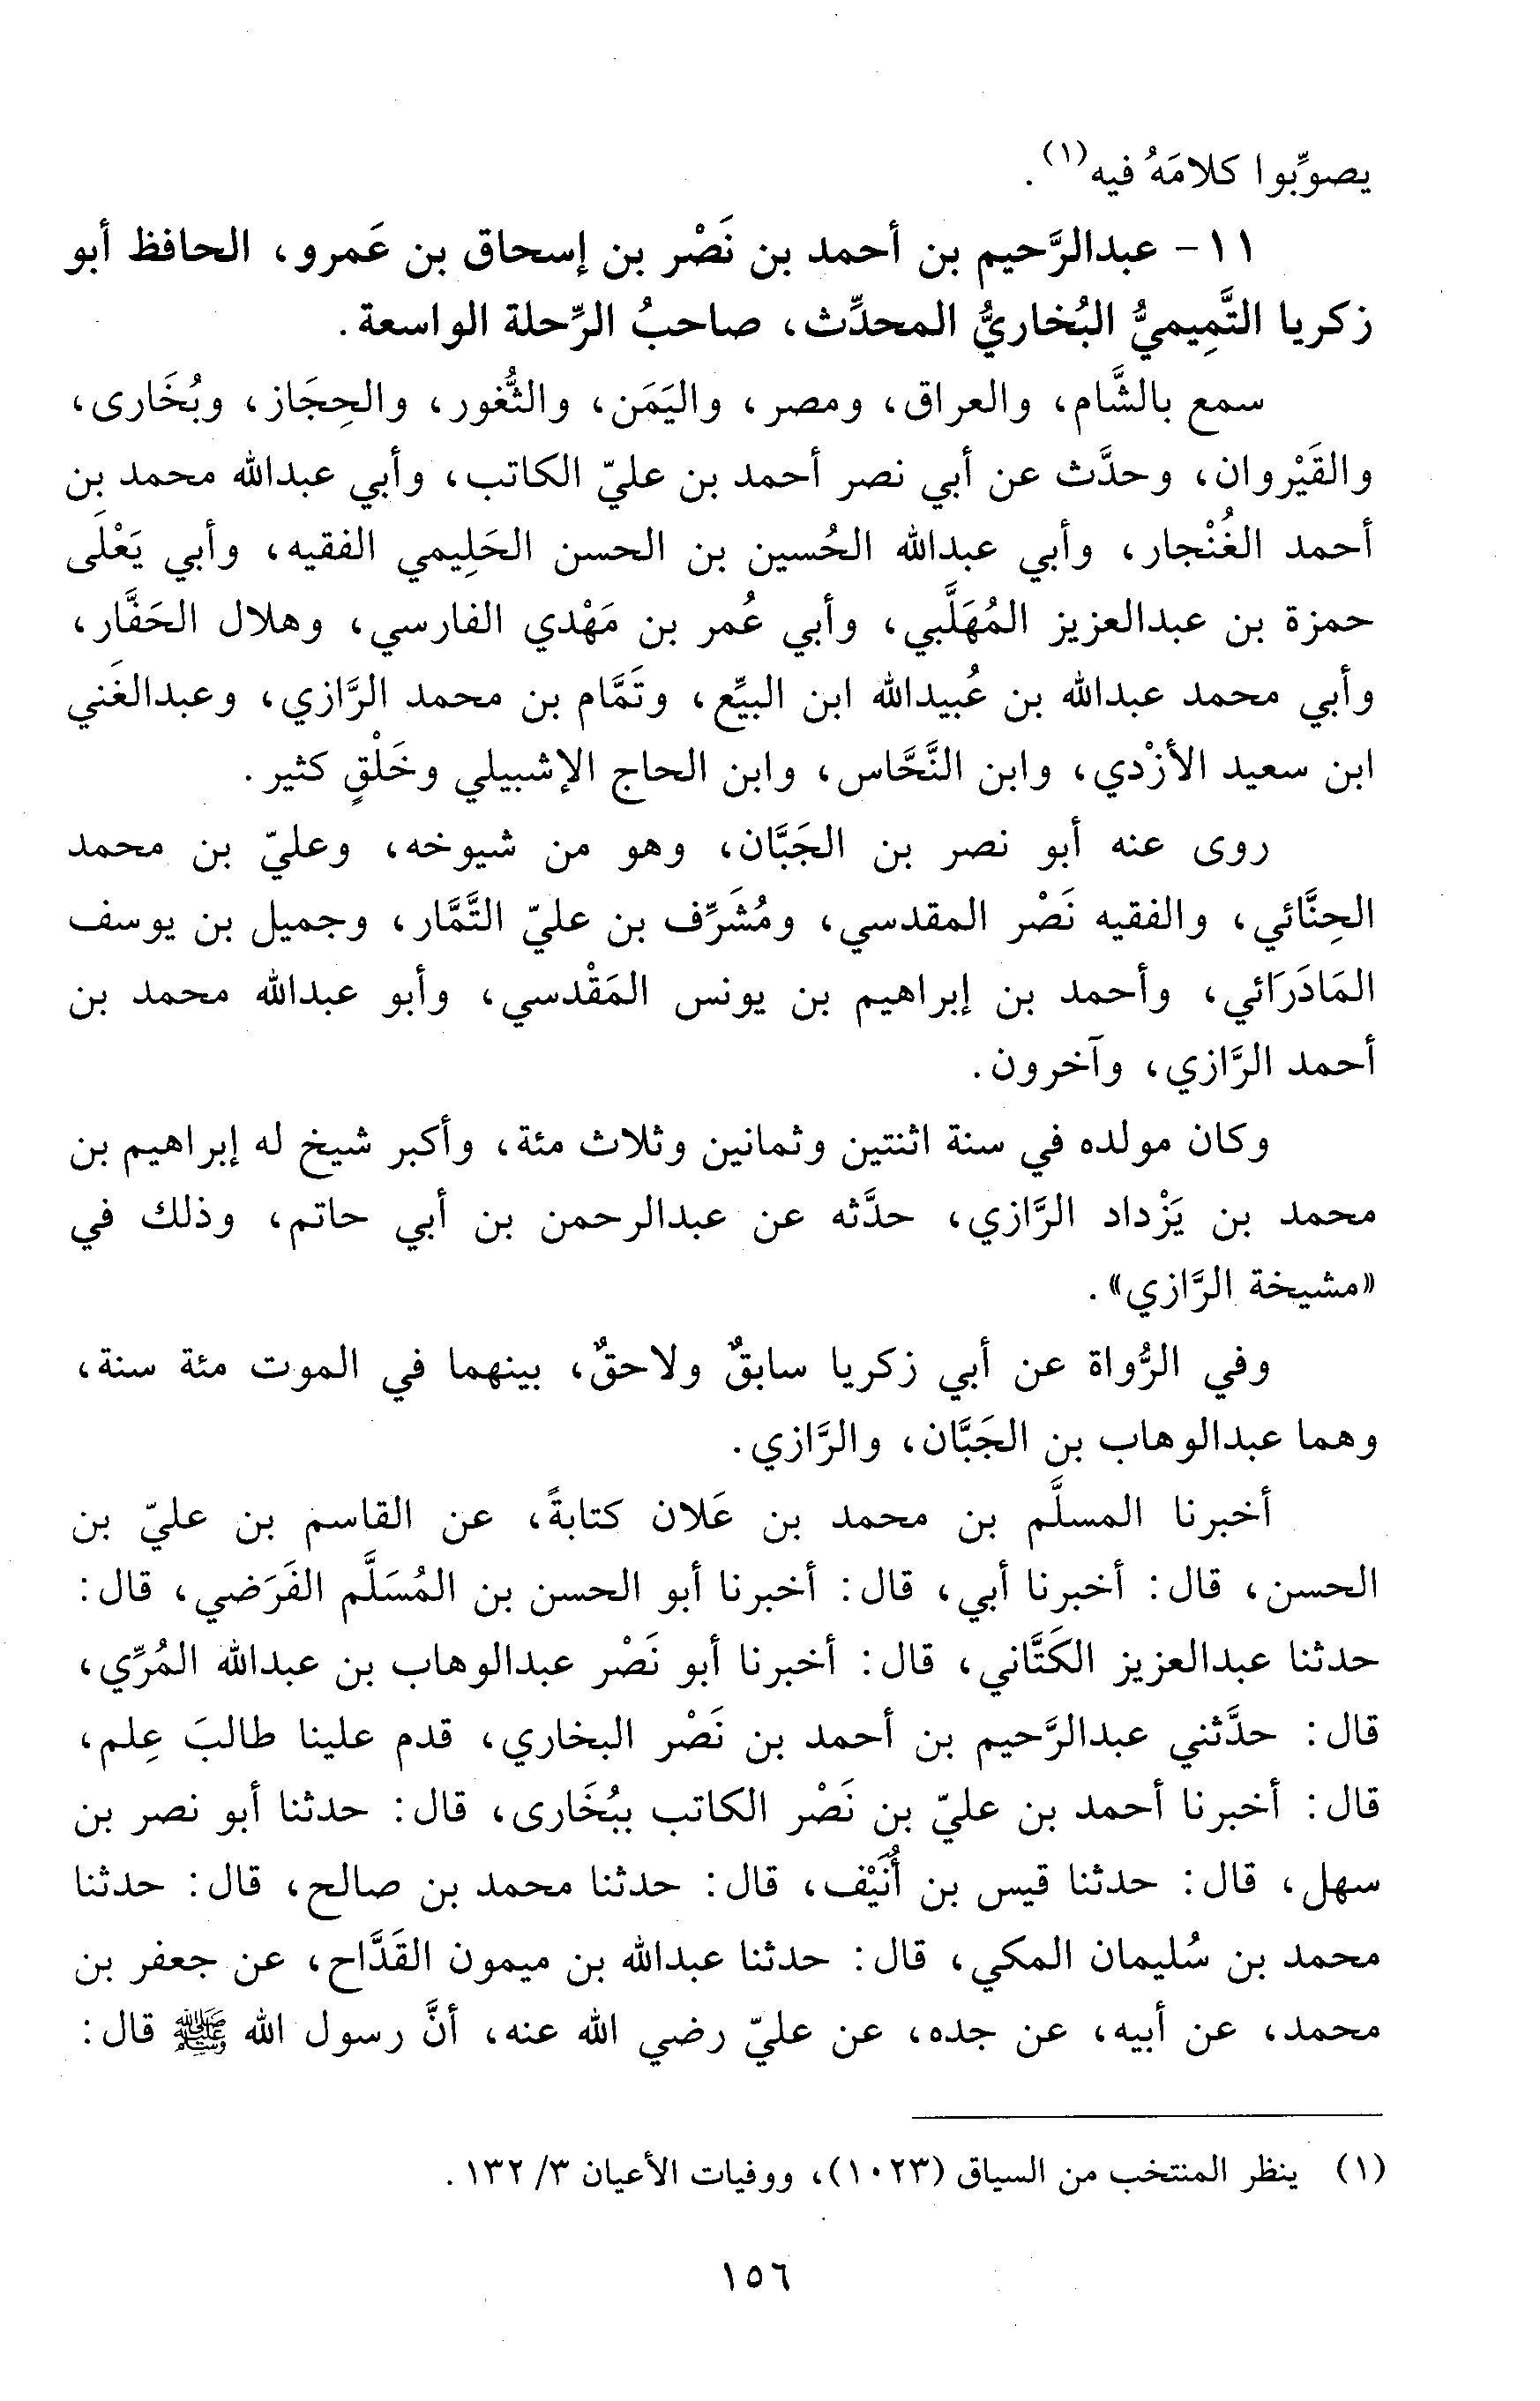 يصوِّبوا كلامَهُ فيه(١).
١١ - عبدالرَّحيم بن أحمد بن نَصْر بن إسحاق بن عَمرو، الحافظ أبو
زكريا التَّمِيميُّ البُخاريُّ المحدِّث، صاحبُ الرِّحلة الواسعة.
سمع بالشَّام، والعراق، ومصر، واليَمَن، والثُّغور، والحِجَاز، وبُخَارى،
والقَيْروان، وحدَّث عن أبي نصر أحمد بن عليّ الكاتب، وأبي عبدالله محمد بن
أحمد الغُنْجار، وأبي عبدالله الحُسين بن الحسن الحَلِيمي الفقيه، وأبي يَعْلَى
حمزة بن عبدالعزيز المُهَلَّبي، وأبي عُمر بن مَهْدي الفارسي، وهلال الحَفَّار،
وأبي محمد عبدالله بن عُبيدالله ابن البيِّع، وتَمَّام بن محمد الرَّازي، وعبدالغَني
ابن سعيد الأزْدي، وابن النَّحَّاس، وابن الحاج الإشبيلي وخَلْقٍ كثير.
روى عنه أبو نصر بن الجَبَّان، وهو من شيوخه، وعليّ بن محمد
الحِنَّائي، والفقيه نَصْر المقدسي، ومُشَرِّف بن عليّ التَّمَّار، وجميل بن يوسف
المَادَرَائي، وأحمد بن إبراهيم بن يونس المَقْدسي، وأبو عبدالله محمد بن
أحمد الرَّازي، وآخرون.
وكان مولده في سنة اثنتين وثمانين وثلاث مئة، وأكبر شيخ له إبراهيم بن
محمد بن يَزْداد الرَّازي، حدَّثه عن عبدالرحمن بن أبي حاتم، وذلك في
«مشيخة الرَّازي».
وفي الرُّواة عن أبي زكريا سابقٌ ولاحقٌ، بينهما في الموت مئة سنة،
وهما عبدالوهاب بن الجَبَّان، والرَّازي.
أخبرنا المسلَّم بن محمد بن عَلان كتابةً، عن القاسم بن عليّ بن
الحسن، قال: أخبرنا أبي، قال: أخبرنا أبو الحسن بن المُسَلَّم الفَرَضي، قال:
حدثنا عبدالعزيز الكَتَّاني، قال: أخبرنا أبو نَصْر عبدالوهاب بن عبدالله المُرِّي،
قال: حدَّثني عبدالرَّحيم بن أحمد بن نَصْر البخاري، قدم علينا طالبَ عِلم،
قال: أخبرنا أحمد بن عليّ بن نَصْر الكاتب ببُخَارى، قال: حدثنا أبو نصر بن
سهل، قال: حدثنا قيس بن أُنَيْف، قال: حدثنا محمد بن صالح، قال: حدثنا
محمد بن سُليمان المكي، قال: حدثنا عبدالله بن ميمون القَدَّاح، عن جعفر بن
محمد، عن أبيه، عن جده، عن عليّ رضي الله عنه، أنَّ رسول الله ﷺ قال:
(١) ينظر المنتخب من السياق (١٠٢٣)، ووفيات الأعيان ٣/ ١٣٢.
١٥٦